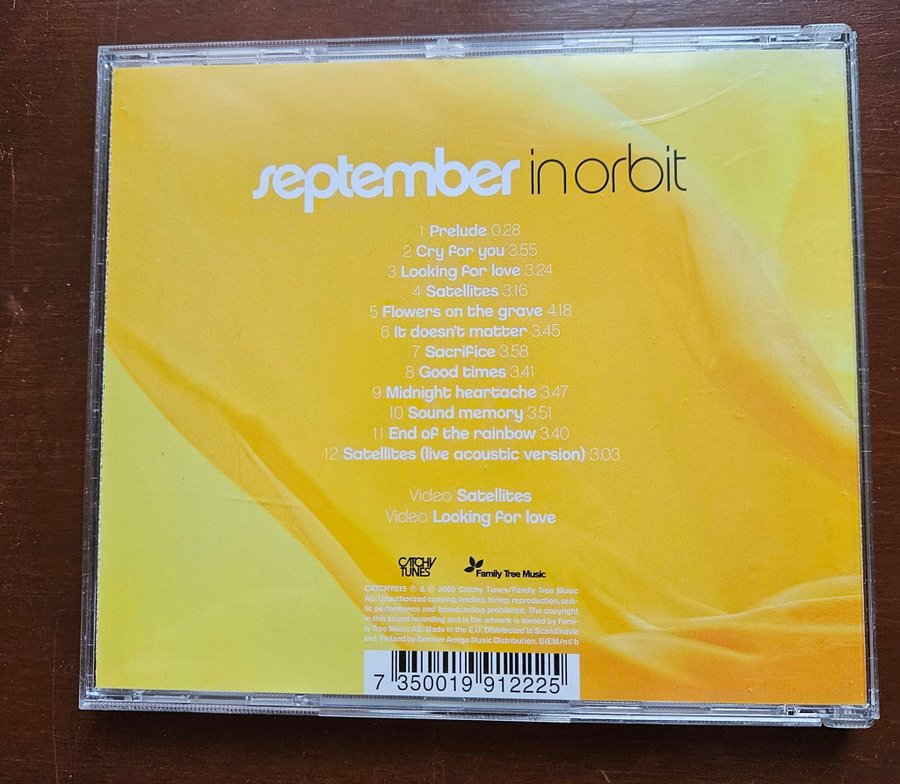 september in orbit
1 Prelude 0.28
2 Cry for you 3.55
3 Looking for love 3.24
4 Satellites 3.16
5 Flowers on the grave 4.18
6 It doesn't matter 3.45
7 Sacrifice 3.58
8 Good times 3.41
9 Midnight heartache 3.47
10 Sound memory 3.51
11 End of the rainbow 3.40
12 Satellites (live acoustic version) 3.03
Video Satellites
Video Looking for love
CATCHY TUNES
Family Tree Music
CATCHY015 ℗ & © 2005 Catchy Tunes/Family Tree Music
AB. Unauthorized copying, lending, hiring, reproduction, pub-
lic performance and broadcasting prohibited. The copyright
in this sound recording and in the artwork is owned by Fami-
ly Tree Music AB. Made in the E.U. Distributed in Scandinavia
incl. Finland by Bonnier Amigo Music Distribution. BIEM/n©b
7 350019 912225